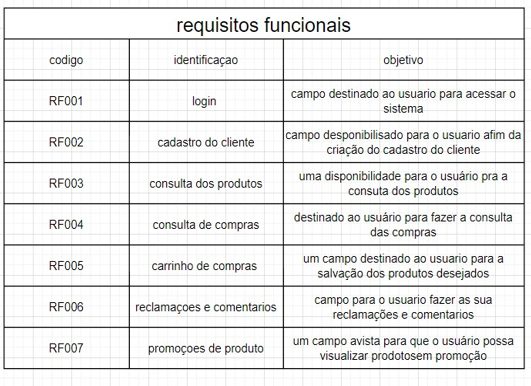 requisitos funcionais
codigo identificaçao objetivo
RF001 login campo destinado ao usuario para acessar o
sistema
RF002 cadastro do cliente campo desponibilisado para o usuario afim da
criação do cadastro do cliente
RF003 consulta dos produtos uma disponibilidade para o usuário pra a
consuta dos produtos
RF004 consulta de compras destinado ao usuário para fazer a consulta
das compras
RF005 carrinho de compras um campo destinado ao usuario para a
salvação dos produtos desejados
RF006 reclamaçoes e comentarios campo para o usuario fazer as sua
reclamações e comentarios
RF007 promoçoes de produto um campo avista para que o usuário possa
visualizar prodotosem promoção